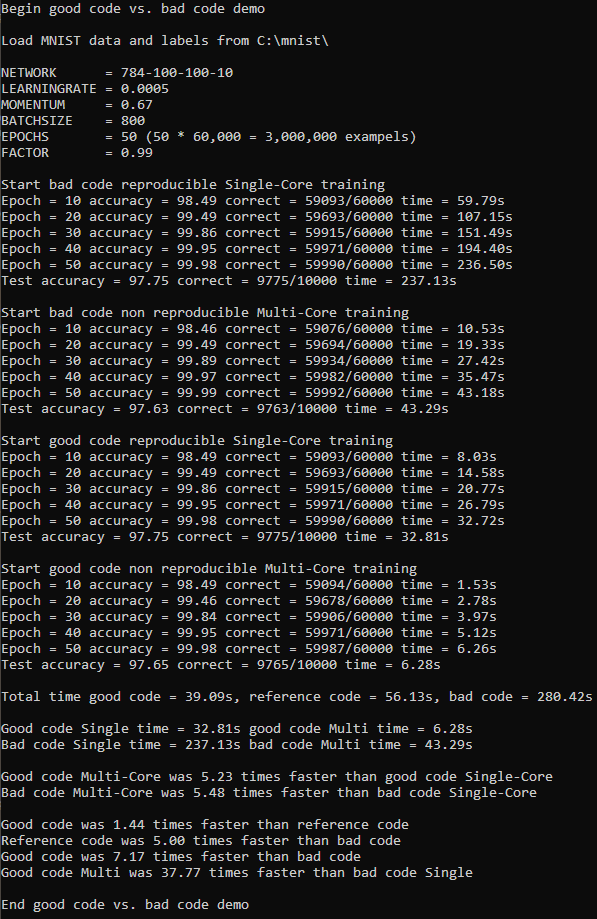 Begin good code vs. bad code demo
Load MNIST data and labels from C:\mnist\
NETWORK      = 784-100-100-10
LEARNINGRATE = 0.0005
MOMENTUM     = 0.67
BATCHSIZE    = 800
EPOCHS       = 50 (50 * 60,000 = 3,000,000 exampels)
FACTOR       = 0.99
Start bad code reproducible Single-Core training
Epoch = 10 accuracy = 98.49 correct = 59093/60000 time = 59.79s
Epoch = 20 accuracy = 99.49 correct = 59693/60000 time = 107.15s
Epoch = 30 accuracy = 99.86 correct = 59915/60000 time = 151.49s
Epoch = 40 accuracy = 99.95 correct = 59971/60000 time = 194.40s
Epoch = 50 accuracy = 99.98 correct = 59990/60000 time = 236.50s
Test accuracy = 97.75 correct = 9775/10000 time = 237.13s
Start bad code non reproducible Multi-Core training
Epoch = 10 accuracy = 98.46 correct = 59076/60000 time = 10.53s
Epoch = 20 accuracy = 99.49 correct = 59694/60000 time = 19.33s
Epoch = 30 accuracy = 99.89 correct = 59934/60000 time = 27.42s
Epoch = 40 accuracy = 99.97 correct = 59982/60000 time = 35.47s
Epoch = 50 accuracy = 99.99 correct = 59992/60000 time = 43.18s
Test accuracy = 97.63 correct = 9763/10000 time = 43.29s
Start good code reproducible Single-Core training
Epoch = 10 accuracy = 98.49 correct = 59093/60000 time = 8.03s
Epoch = 20 accuracy = 99.49 correct = 59693/60000 time = 14.58s
Epoch = 30 accuracy = 99.86 correct = 59915/60000 time = 20.77s
Epoch = 40 accuracy = 99.95 correct = 59971/60000 time = 26.79s
Epoch = 50 accuracy = 99.98 correct = 59990/60000 time = 32.72s
Test accuracy = 97.75 correct = 9775/10000 time = 32.81s
Start good code non reproducible Multi-Core training
Epoch = 10 accuracy = 98.49 correct = 59094/60000 time = 1.53s
Epoch = 20 accuracy = 99.46 correct = 59678/60000 time = 2.78s
Epoch = 30 accuracy = 99.84 correct = 59906/60000 time = 3.97s
Epoch = 40 accuracy = 99.95 correct = 59971/60000 time = 5.12s
Epoch = 50 accuracy = 99.98 correct = 59987/60000 time = 6.26s
Test accuracy = 97.65 correct = 9765/10000 time = 6.28s
Total time good code = 39.09s, reference code = 56.13s, bad code = 280.42s
Good code Single time = 32.81s good code Multi time = 6.28s
Bad code Single time = 237.13s bad code Multi time = 43.29s
Good code Multi-Core was 5.23 times faster than good code Single-Core
Bad code Multi-Core was 5.48 times faster than bad code Single-Core
Good code was 1.44 times faster than reference code
Reference code was 5.00 times faster than bad code
Good code was 7.17 times faster than bad code
Good code Multi was 37.77 times faster than bad code Single
End good code vs. bad code demo